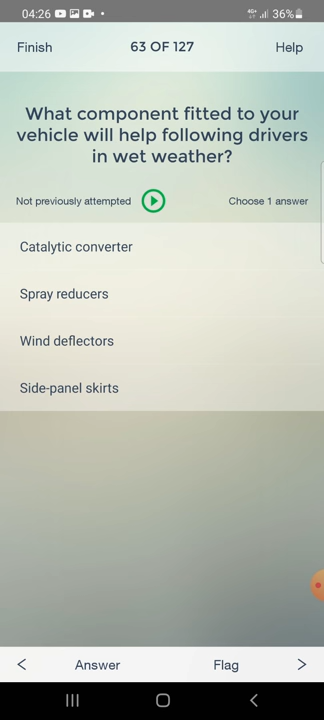 04:26 4G+ 36%
Finish 63 OF 127 Help
What component fitted to your
vehicle will help following drivers
in wet weather?
Not previously attempted Choose 1 answer
Catalytic converter
Spray reducers
Wind deflectors
Side-panel skirts
< Answer Flag >